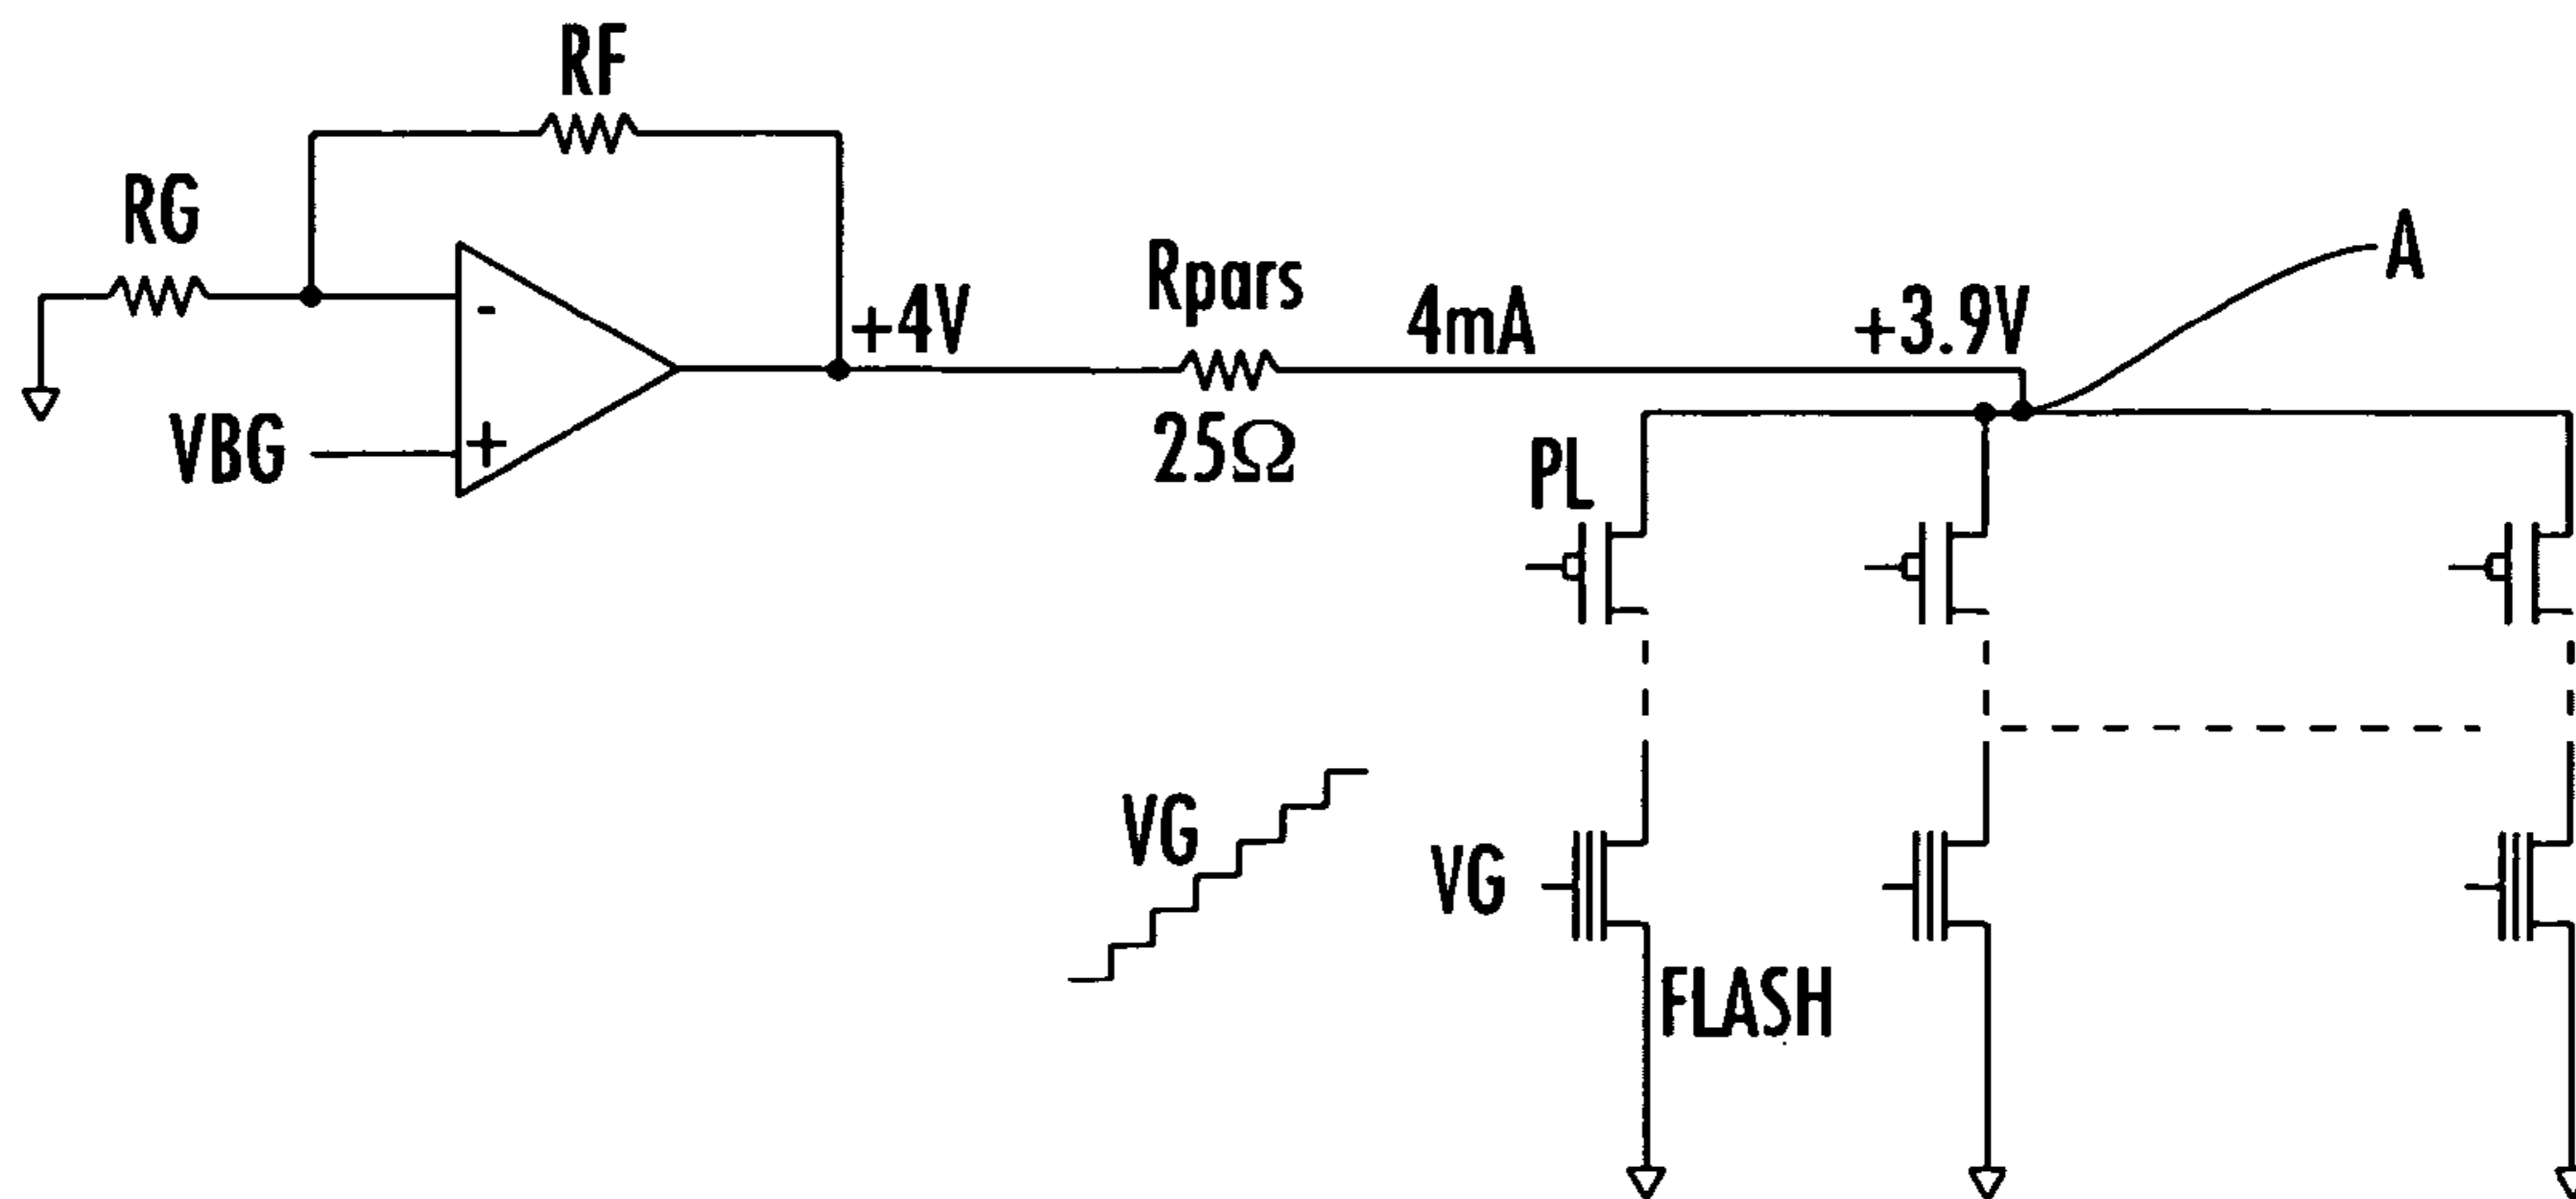 RF
RG
-
+4V
Rpars
4mA
+3.9V
A
VBG
+
25Ω
PL
VG
VG
FLASH